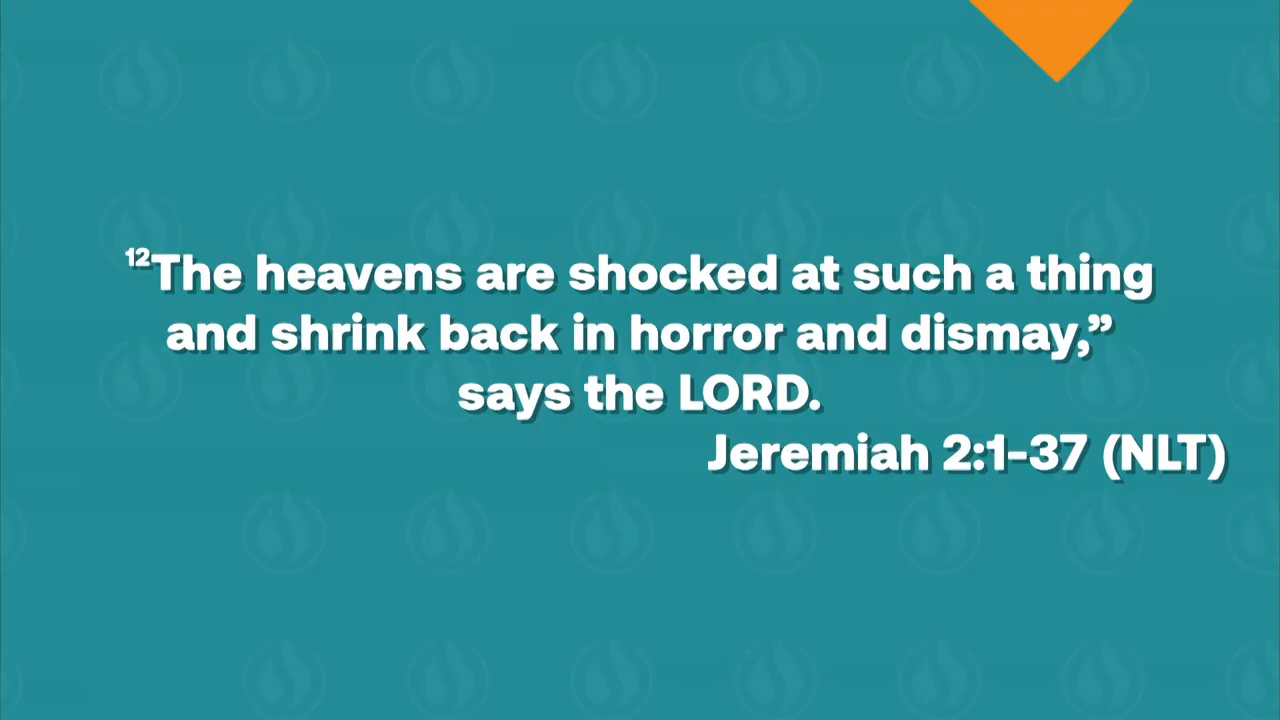 ¹²The heavens are shocked at such a thing
and shrink back in horror and dismay,”
says the LORD.
Jeremiah 2:1-37 (NLT)